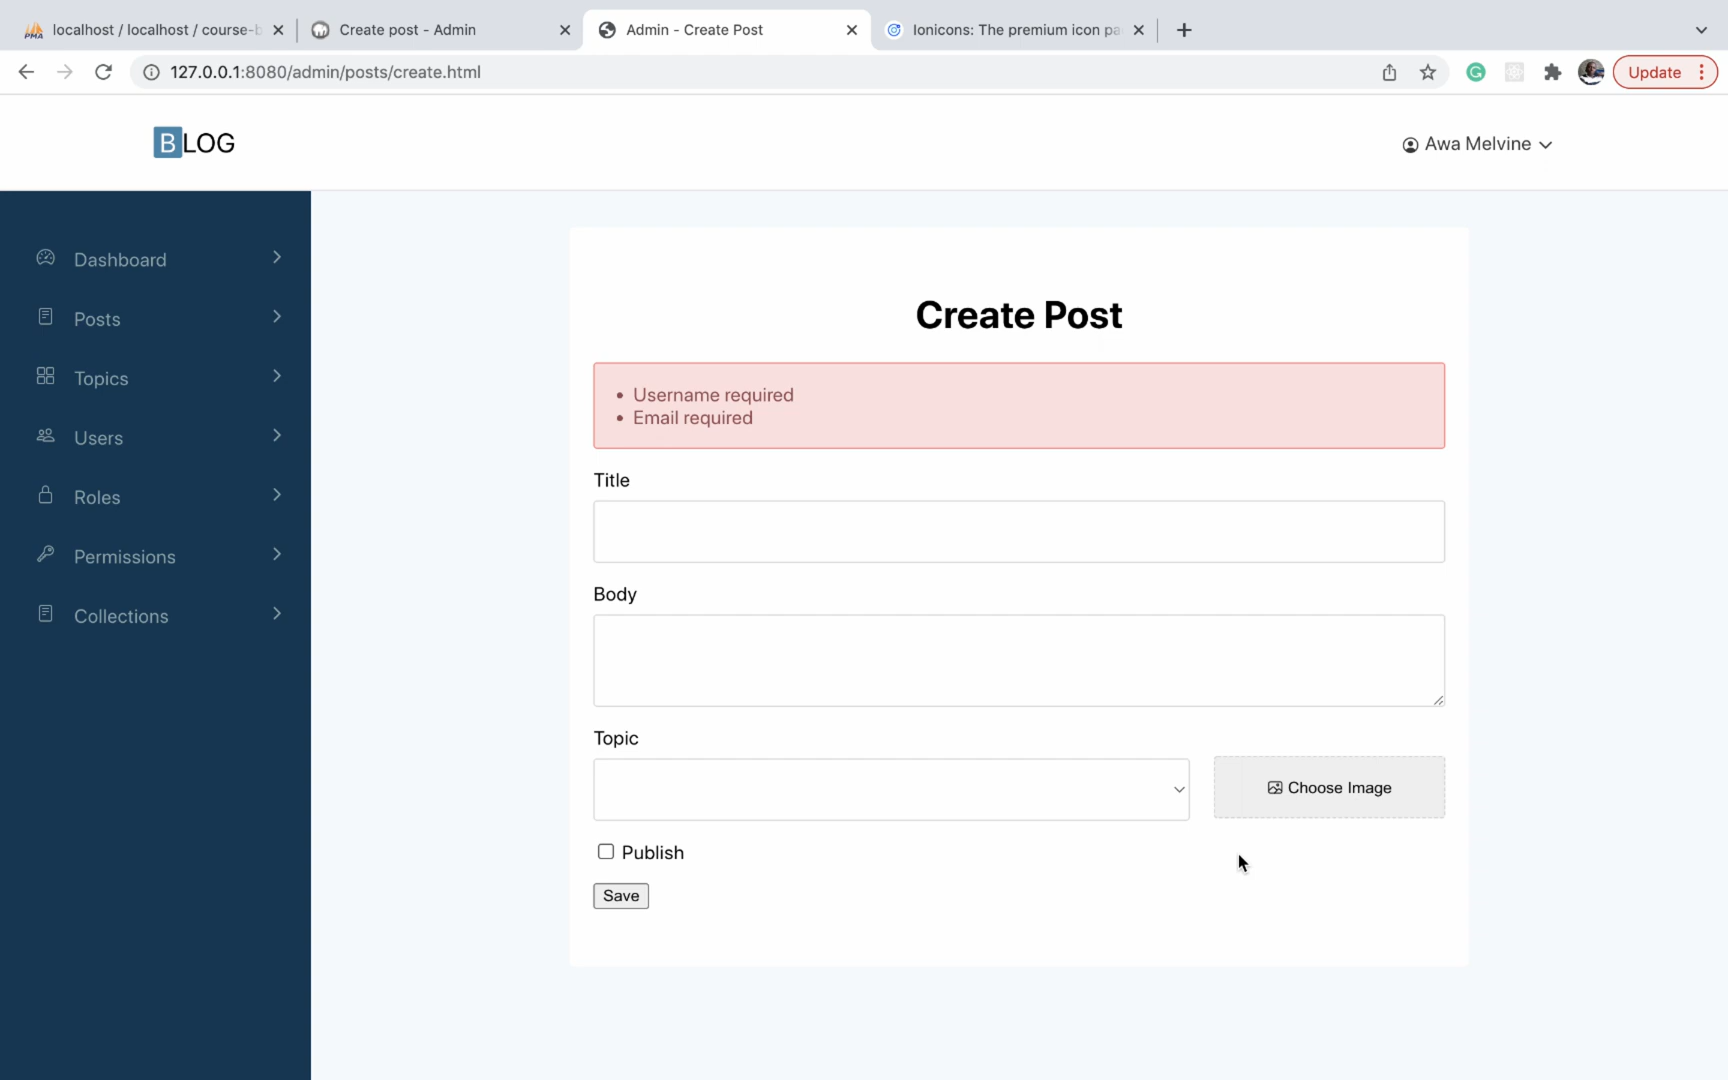 localhost / localhost / course-b
Create post - Admin
Admin - Create Post
Ionicons: The premium icon pa
127.0.0.1:8080/admin/posts/create.html
Update
BLOG
Awa Melvine
Dashboard
Posts
Topics
Users
Roles
Permissions
Collections
Create Post
• Username required
• Email required
Title
Body
Topic
Choose Image
Publish
Save